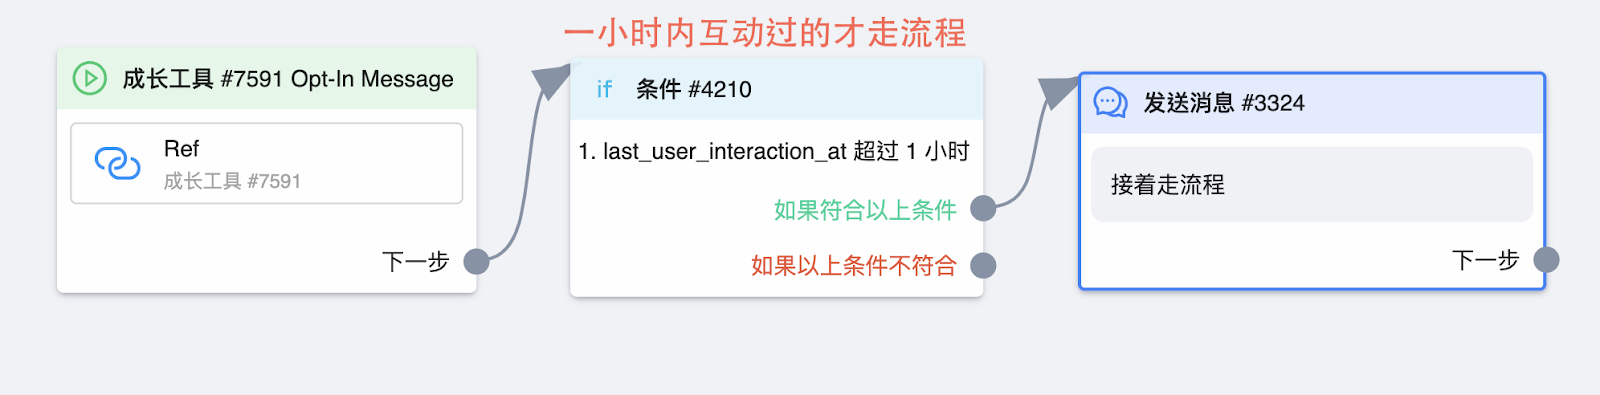 一小时内互动过的才走流程
成长工具 #7591 Opt-In Message
Ref
成长工具 #7591
下一步
if 条件 #4210
1. last_user_interaction_at 超过 1 小时
如果符合以上条件
如果以上条件不符合
发送消息 #3324
接着走流程
下一步